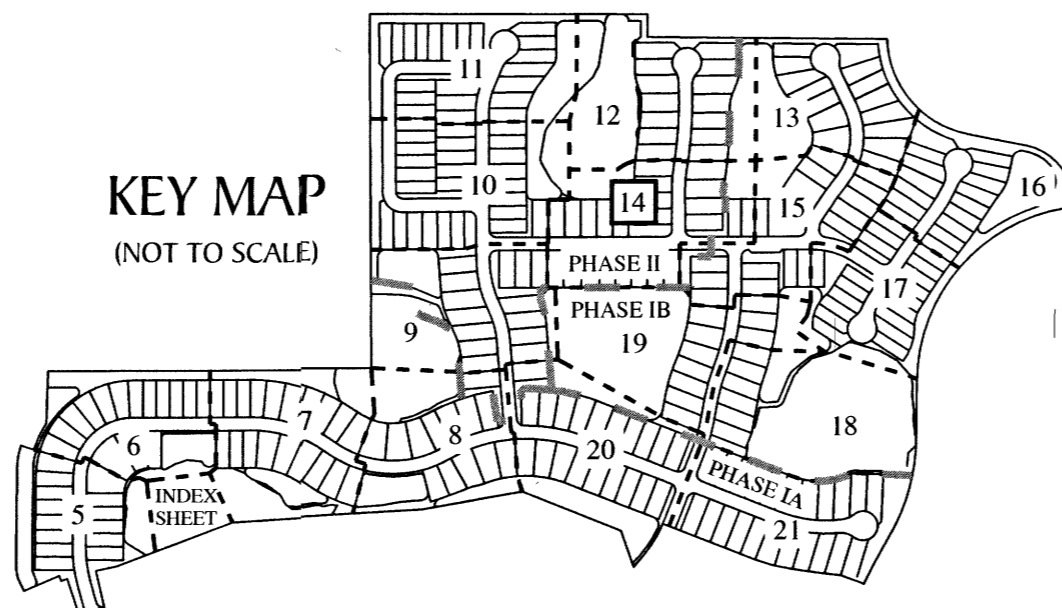 KEY MAP
(NOT TO SCALE)
11
12
13
10
14
15
16
PHASE II
17
9
PHASE IB
19
7
8
18
6
20
PHASE IA
INDEX
SHEET
5
21